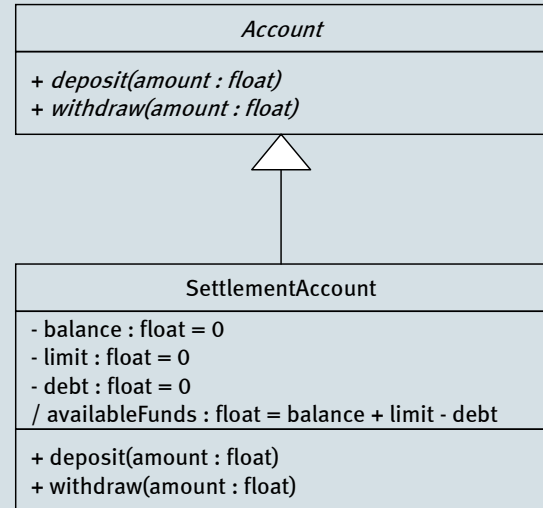 Account
+ deposit(amount : float)
+ withdraw(amount : float)
SettlementAccount
- balance : float = 0
- limit : float = 0
- debt : float = 0
/ availableFunds : float = balance + limit - debt
+ deposit(amount : float)
+ withdraw(amount : float)